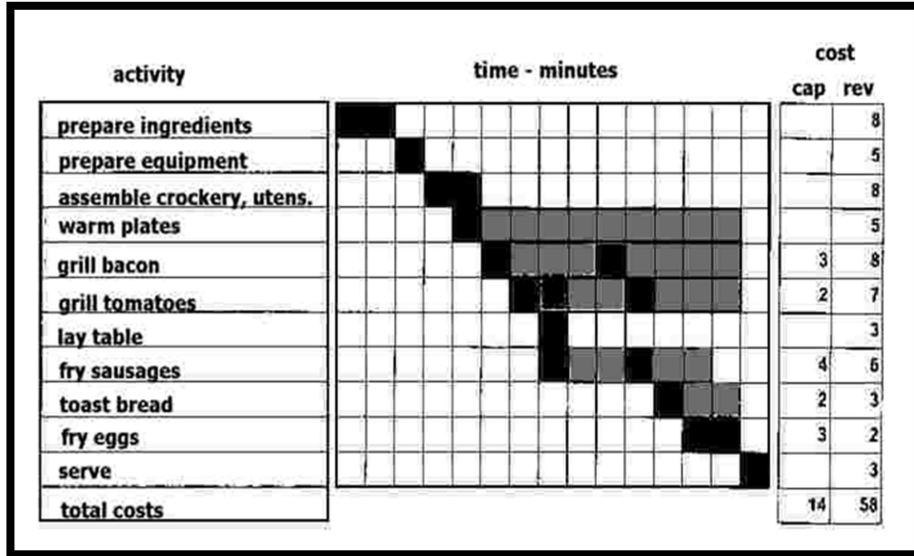 cost
activity time - minutes
cap rev
prepare ingredients 8
prepare equipment 5
assemble crockery, utens. 8
warm plates 5
grill bacon 3 8
grill tomatoes 2 7
lay table 3
fry sausages 4 6
toast bread 2 3
fry eggs 3 2
serve 3
total costs 14 58